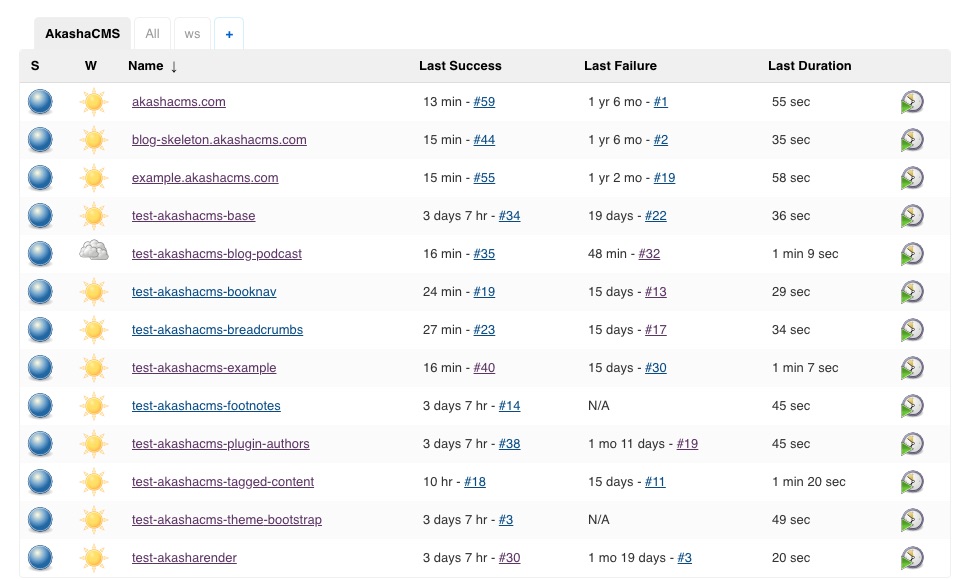 AkashaCMS All ws +
S W Name ↓ Last Success Last Failure Last Duration
akashacms.com 13 min - #59 1 yr 6 mo - #1 55 sec
blog-skeleton.akashacms.com 15 min - #44 1 yr 6 mo - #2 35 sec
example.akashacms.com 15 min - #55 1 yr 2 mo - #19 58 sec
test-akashacms-base 3 days 7 hr - #34 19 days - #22 36 sec
test-akashacms-blog-podcast 16 min - #35 48 min - #32 1 min 9 sec
test-akashacms-booknav 24 min - #19 15 days - #13 29 sec
test-akashacms-breadcrumbs 27 min - #23 15 days - #17 34 sec
test-akashacms-example 16 min - #40 15 days - #30 1 min 7 sec
test-akashacms-footnotes 3 days 7 hr - #14 N/A 45 sec
test-akashacms-plugin-authors 3 days 7 hr - #38 1 mo 11 days - #19 45 sec
test-akashacms-tagged-content 10 hr - #18 15 days - #11 1 min 20 sec
test-akashacms-theme-bootstrap 3 days 7 hr - #3 N/A 49 sec
test-akasharender 3 days 7 hr - #30 1 mo 19 days - #3 20 sec